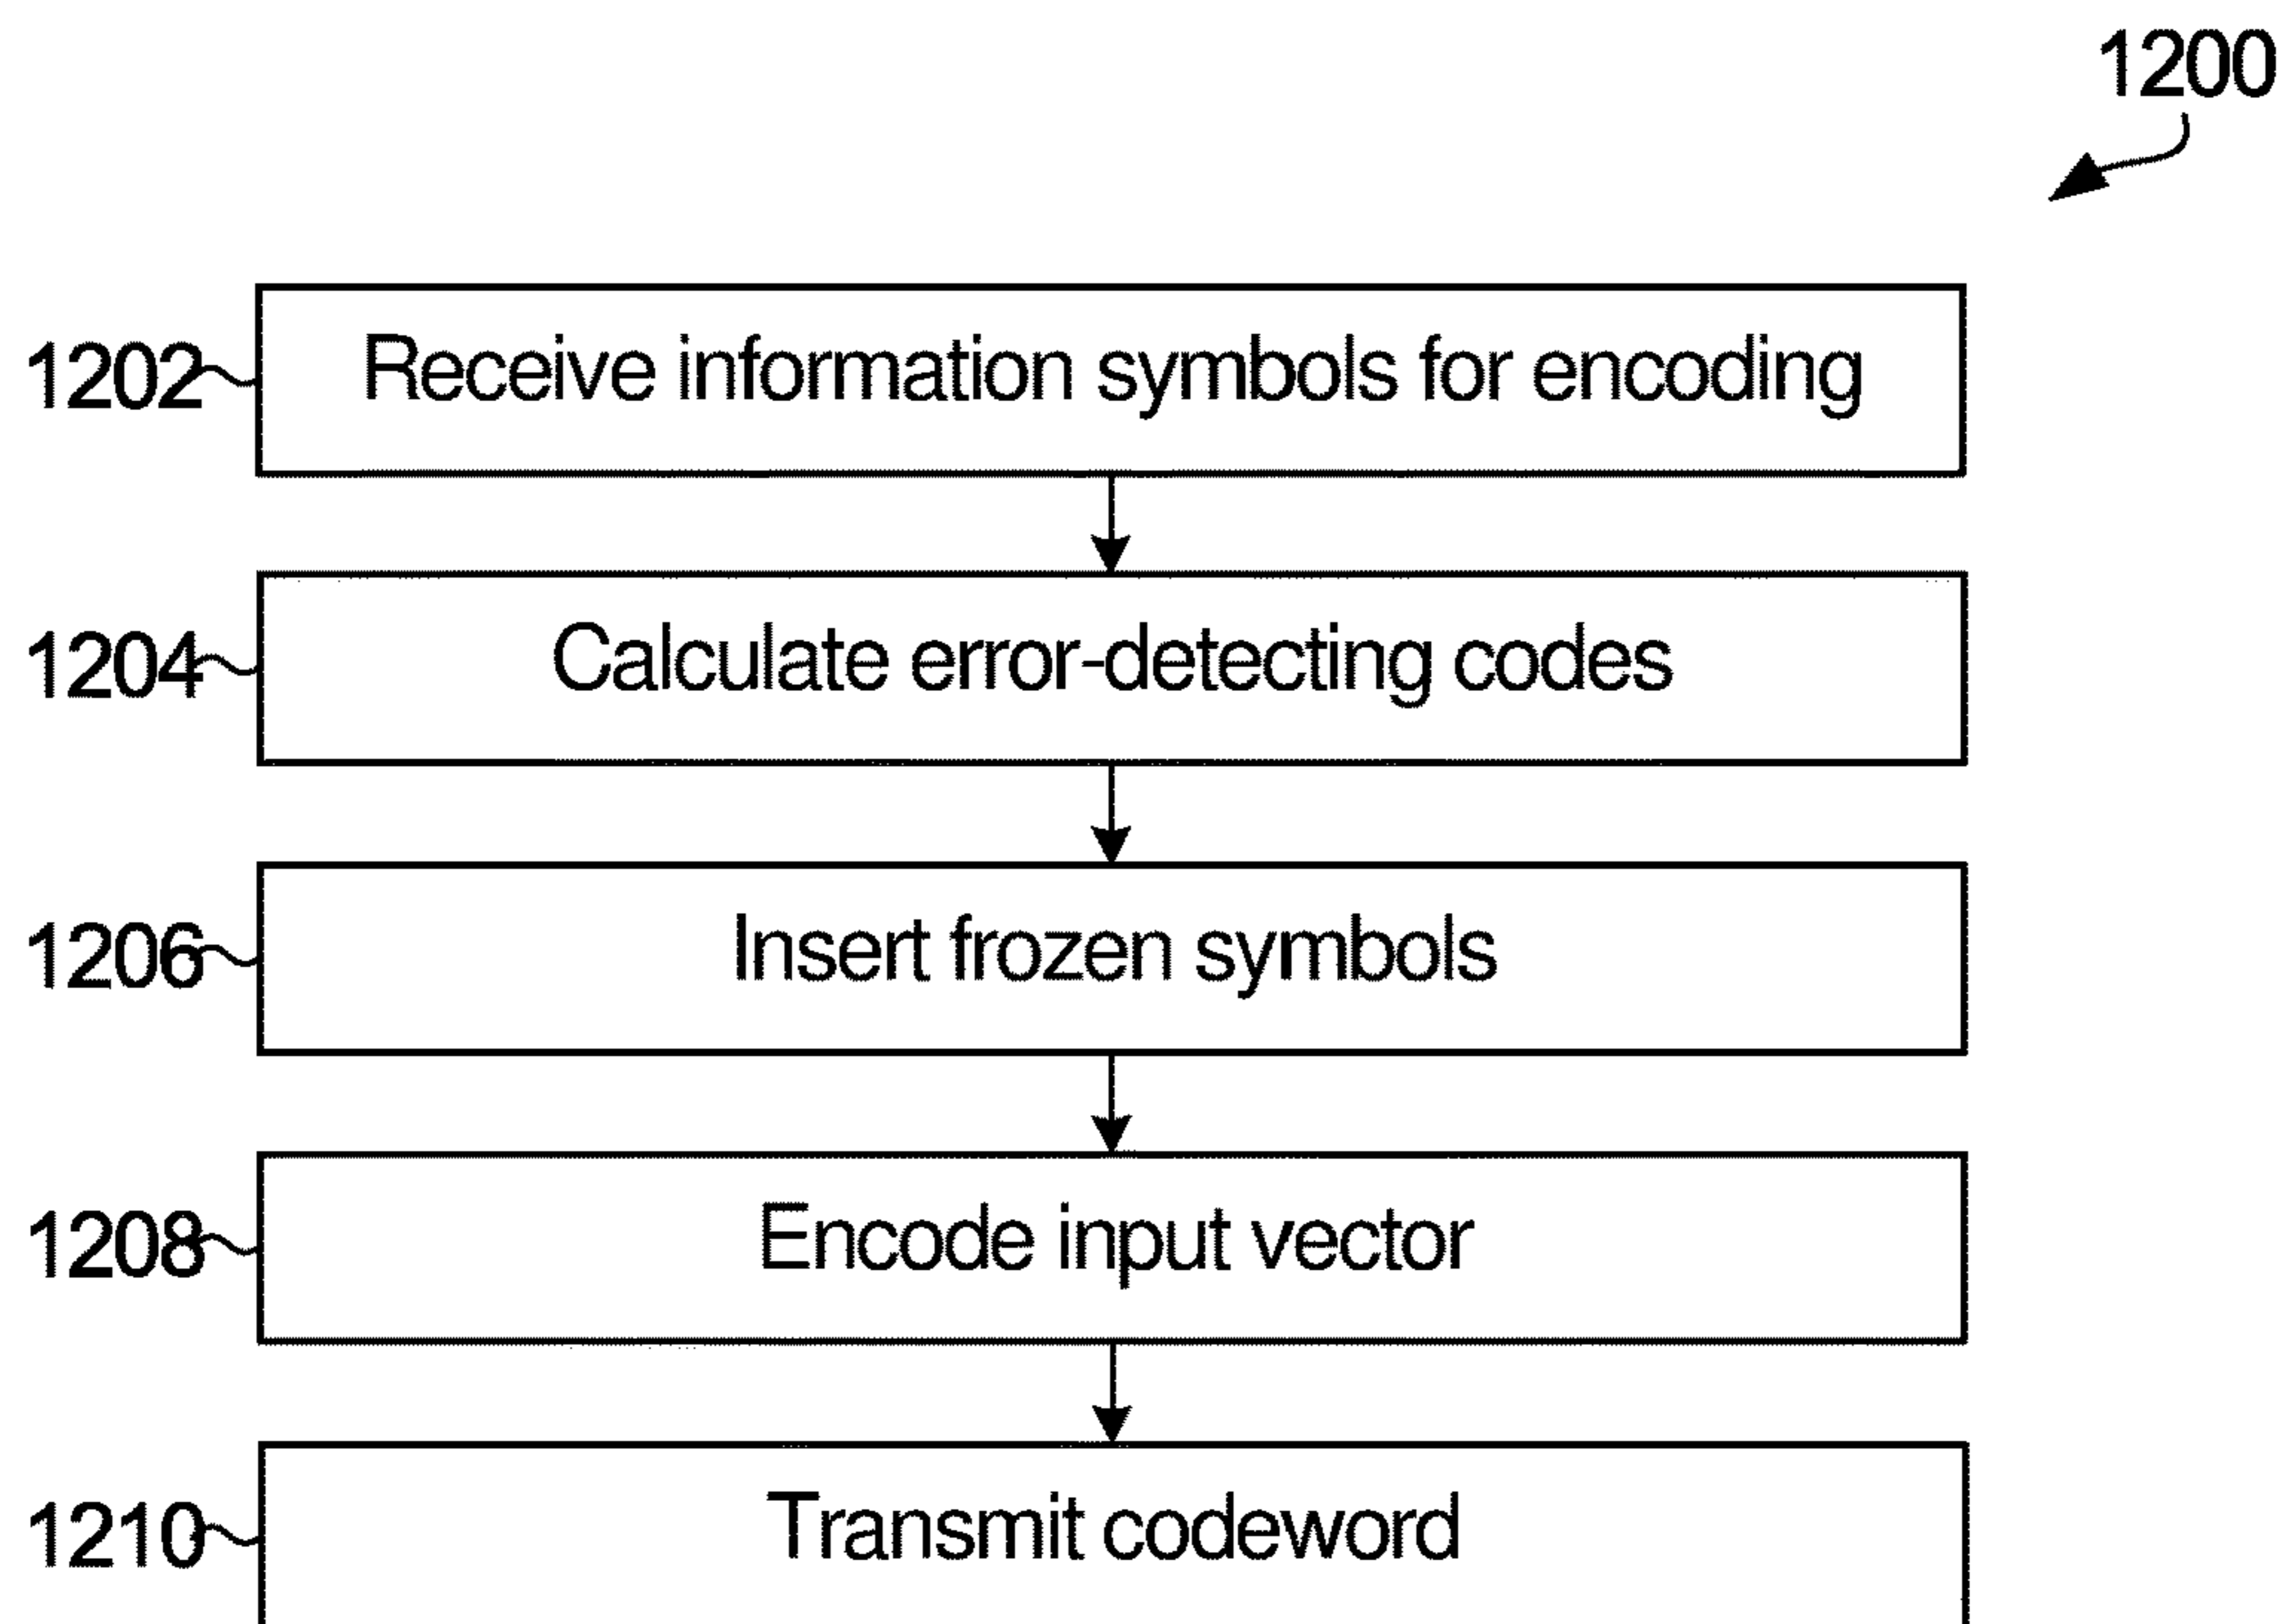 1200
1202 Receive information symbols for encoding
1204 Calculate error-detecting codes
1206 Insert frozen symbols
1208 Encode input vector
1210 Transmit codeword